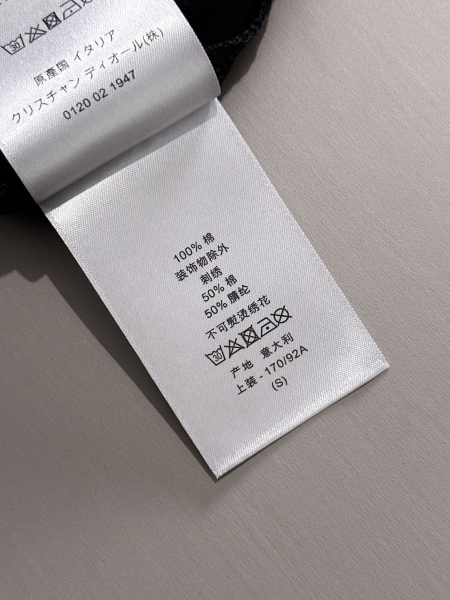 原産国 イタリア
クリスチャン ディオール(株)
0120 02 1947
100% 棉
装饰物除外
刺绣
50% 棉
50% 腈纶
不可熨烫绣花
30
产地 意大利
上装 - 170/92A
(S)